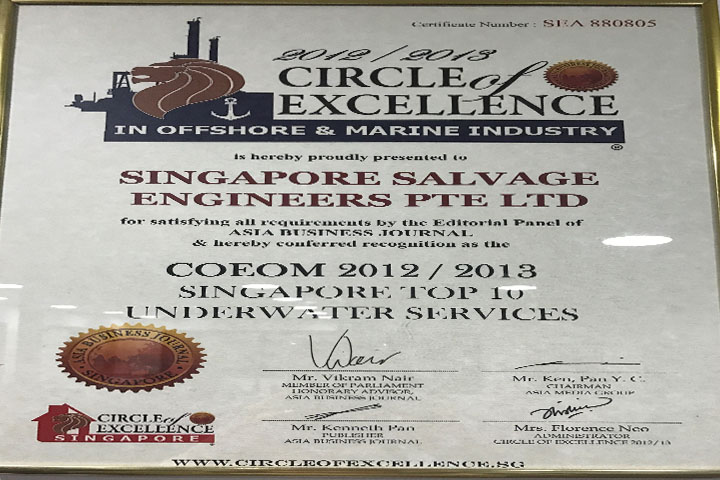 Certificate Number : SEA 880805
2012 / 2013
CIRCLE of
EXCELLENCE
IN OFFSHORE & MARINE INDUSTRY
®
is hereby proudly presented to
SINGAPORE SALVAGE
ENGINEERS PTE LTD
for satisfying all requirements by the Editorial Panel of
ASIA BUSINESS JOURNAL
& hereby conferred recognition as the
COEOM 2012 / 2013
SINGAPORE TOP 10
UNDERWATER SERVICES
ASIA BUSINESS JOURNAL
SINGAPORE
Mr. Vikram Nair
MEMBER OF PARLIAMENT
HONORARY ADVISOR,
ASIA BUSINESS JOURNAL
Mr. Ken, Pan Y. C.
CHAIRMAN
ASIA MEDIA GROUP
Mr. Kenneth Pan
PUBLISHER
ASIA BUSINESS JOURNAL
Mrs. Florence Neo
ADMINISTRATOR
CIRCLE OF EXCELLENCE 2012/13
CIRCLE of
EXCELLENCE
SINGAPORE
WWW.CIRCLEOFEXCELLENCE.SG